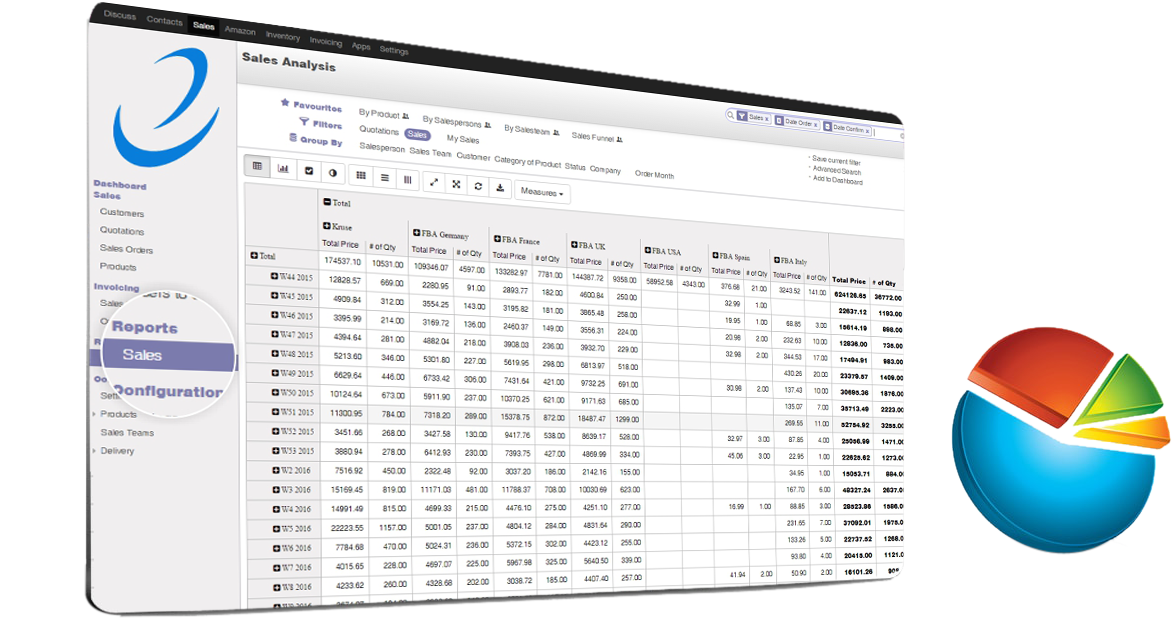 Discuss Contacts Sales Amazon Inventory Invoicing Apps Settings
Sales Analysis
Sales x Date Order x Date Confirm x
Favourites By Product By Salespersons By Salesteam Sales Funnel
Filters Quotations Sales My Sales
Group By Salesperson Sales Team Customer Category of Product Status Company Order Month
Save current filter
Advanced Search
Add to Dashboard
Measures
Dashboard
Sales
Customers
Quotations
Sales Orders
Products
Invoicing
Reports
Sales
Configuration
Products
Sales Teams
Delivery
Total
Kruse FBA Germany FBA France FBA UK FBA USA FBA Spain FBA Italy
Total Price # of Qty Total Price # of Qty Total Price # of Qty Total Price # of Qty Total Price # of Qty Total Price # of Qty Total Price # of Qty Total Price # of Qty
Total 174537.10 10531.00 109346.07 4597.00 133282.97 7781.00 144387.72 9358.00 58952.58 4343.00 376.68 21.00 3243.52 141.00 624126.65 36772.00
W44 2015 12828.57 669.00 2280.95 91.00 2893.77 182.00 4600.84 250.00 32.99 1.00 22637.12 1193.00
W45 2015 4909.84 312.00 3554.25 143.00 3195.82 181.00 3865.48 258.00 19.95 1.00 68.85 3.00 15614.19 898.00
W46 2015 3395.99 214.00 3169.72 136.00 2460.37 149.00 3556.31 224.00 20.98 2.00 232.63 10.00 12836.00 735.00
W47 2015 4394.64 281.00 4882.04 218.00 3908.03 236.00 3932.70 229.00 32.98 2.00 344.53 17.00 17494.91 983.00
W48 2015 5213.60 346.00 5301.80 227.00 5619.95 298.00 6813.97 518.00 430.26 20.00 23379.57 1409.00
W49 2015 6629.64 446.00 6733.42 306.00 7431.64 421.00 9732.25 691.00 30.98 2.00 137.43 10.00 30695.36 1876.00
W50 2015 10124.64 673.00 5911.90 237.00 10370.25 621.00 9171.63 685.00 135.07 7.00 35713.49 2223.00
W51 2015 11300.95 784.00 7318.20 289.00 15378.75 872.00 18487.47 1299.00 269.55 11.00 52754.92 3255.00
W52 2015 3451.66 268.00 3427.58 130.00 9417.76 538.00 8639.17 528.00 32.97 3.00 87.85 4.00 25056.99 1471.00
W53 2015 3880.94 278.00 6412.93 230.00 7393.75 427.00 4869.99 334.00 45.06 3.00 22.95 1.00 22625.62 1273.00
W2 2016 7516.92 450.00 2322.48 92.00 3037.20 186.00 2142.16 155.00 34.95 1.00 15053.71 884.00
W3 2016 15169.45 819.00 11171.03 481.00 11788.37 708.00 10030.69 623.00 167.70 6.00 48327.24 2637.00
W4 2016 14991.49 815.00 4699.33 215.00 4476.10 275.00 4251.10 277.00 16.99 1.00 88.85 3.00 28523.86 1586.00
W5 2016 22223.55 1157.00 5001.05 237.00 4804.12 284.00 4831.64 290.00 231.65 7.00 37092.01 1975.00
W6 2016 7784.68 470.00 5024.31 236.00 5372.15 302.00 4423.12 255.00 133.26 5.00 22737.52 1268.0
W7 2016 4015.65 228.00 4697.07 225.00 5967.98 325.00 5640.50 339.00 93.80 4.00 20415.00 1121.0
W8 2016 4233.62 260.00 4328.68 202.00 3038.72 185.00 4407.40 257.00 41.94 2.00 50.90 2.00 16101.26